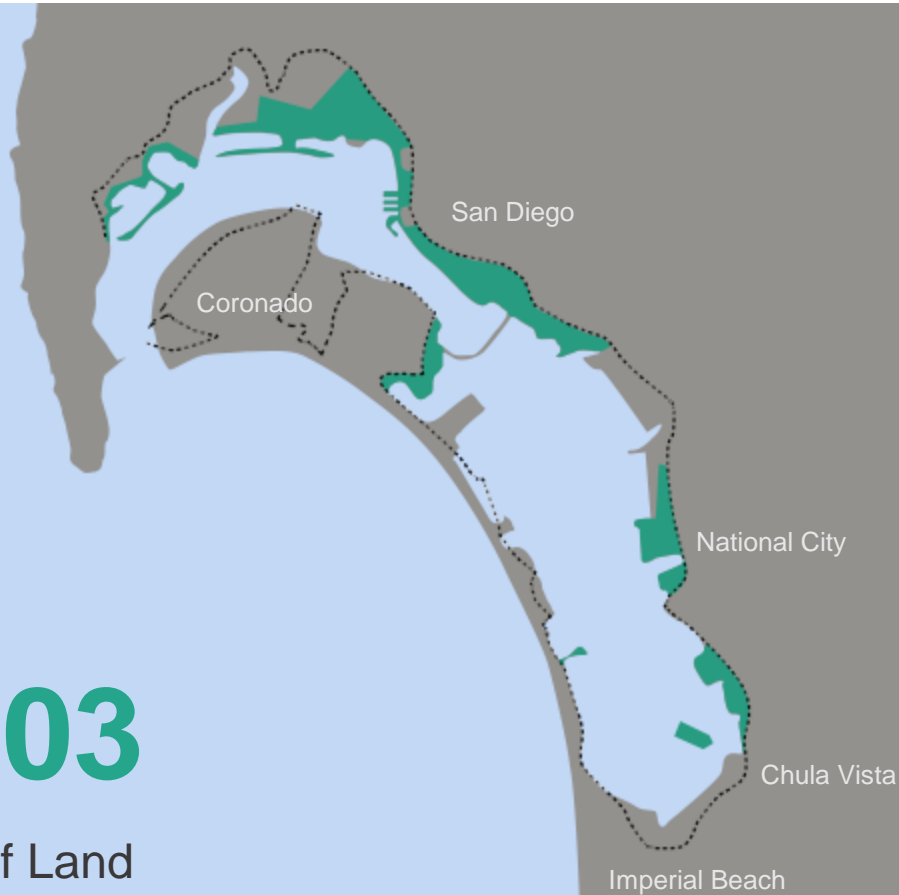 San Diego
Coronado
National City
03
Chula Vista
f Land
Imperial Beach